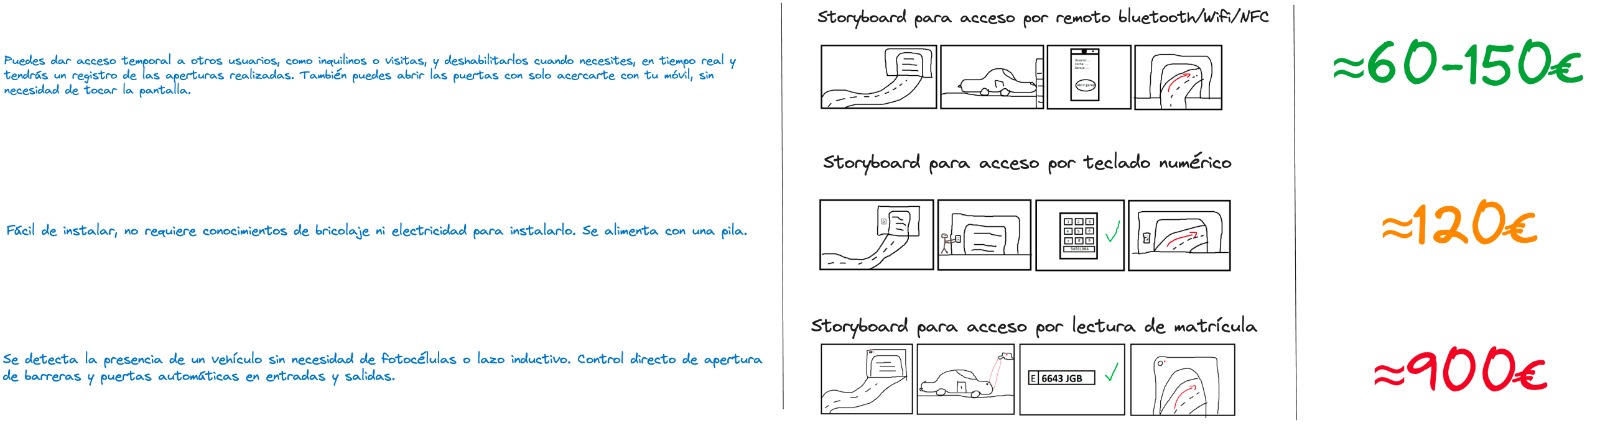 Storyboard para acceso por remoto bluetooth/Wifi/NFC
Puedes dar acceso temporal a otros usuarios, como inquilinos o visitas, y deshabilitarlos cuando necesites, en tiempo real y
tendrás un registro de las aperturas realizadas. También puedes abrir las puertas con solo acercarte con tu móvil, sin
necesidad de tocar la pantalla.
≈60-150€
Storyboard para acceso por teclado numérico
Fácil de instalar, no requiere conocimientos de bricolaje ni electricidad para instalarlo. Se alimenta con una pila.
≈120€
Storyboard para acceso por lectura de matrícula
Se detecta la presencia de un vehículo sin necesidad de fotocélulas o lazo inductivo. Control directo de apertura
de barreras y puertas automáticas en entradas y salidas.
E 6643 JGB
≈900€